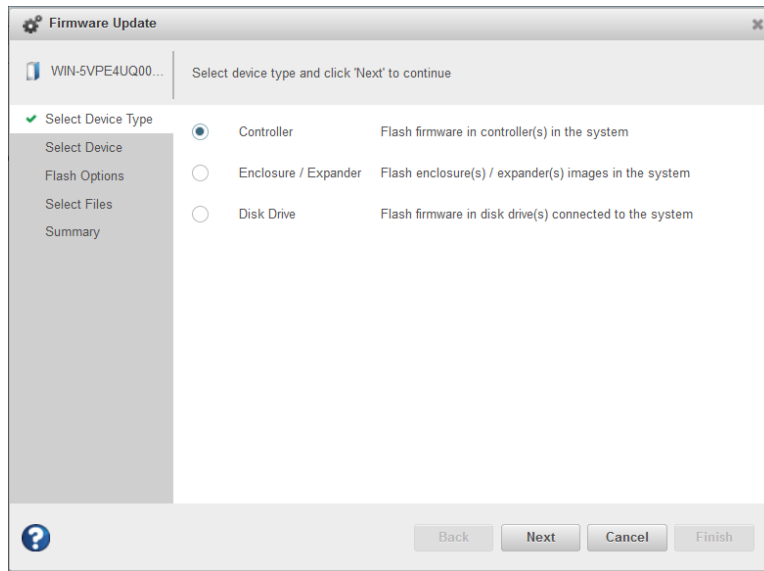 Firmware Update
WIN-5VPE4UQ00...
Select device type and click 'Next' to continue
Select Device Type
Select Device
Flash Options
Select Files
Summary
Controller Flash firmware in controller(s) in the system
Enclosure / Expander Flash enclosure(s) / expander(s) images in the system
Disk Drive Flash firmware in disk drive(s) connected to the system
?
Back Next Cancel Finish